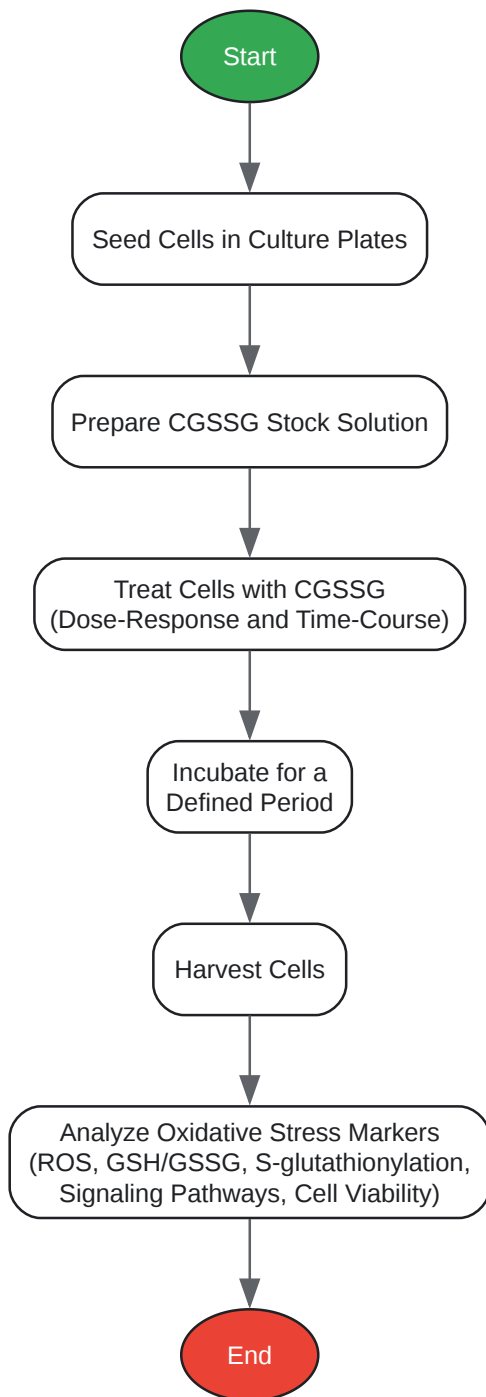 Start
Seed Cells in Culture Plates
Prepare CGSSG Stock Solution
Treat Cells with CGSSG
(Dose-Response and Time-Course)
Incubate for a
Defined Period
Harvest Cells
Analyze Oxidative Stress Markers
(ROS, GSH/GSSG, S-glutathionylation,
Signaling Pathways, Cell Viability)
End